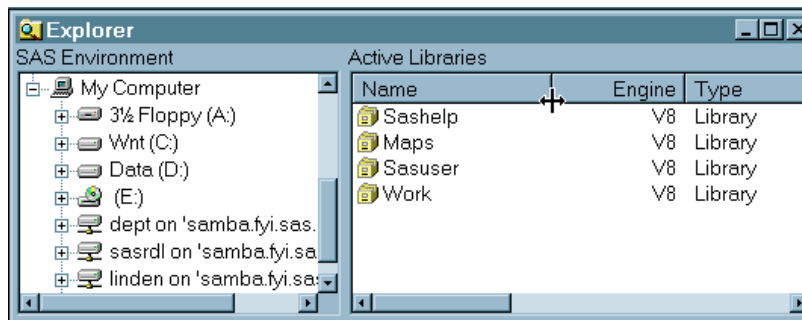 Explorer
SAS Environment
Active Libraries
My Computer
3½ Floppy (A:)
Wnt (C:)
Data (D:)
(E:)
dept on 'samba.fyi.sas.
sasrdl on 'samba.fyi.sa
linden on 'samba.fyi.sa
Name Engine Type
Sashelp V8 Library
Maps V8 Library
Sasuser V8 Library
Work V8 Library